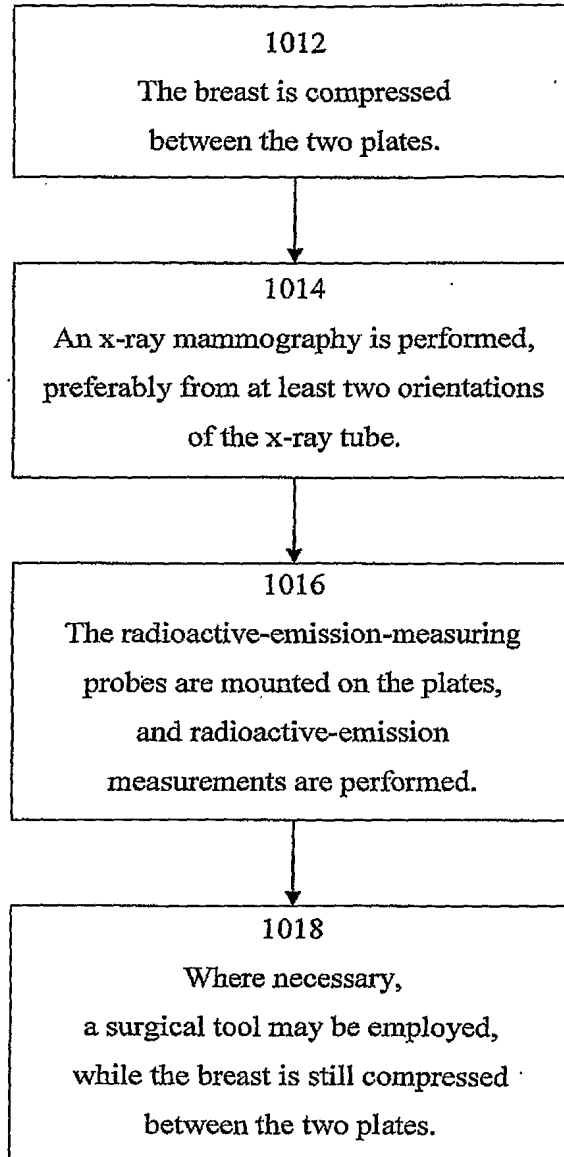 1012
The breast is compressed
between the two plates.
1014
An x-ray mammography is performed,
preferably from at least two orientations
of the x-ray tube.
1016
The radioactive-emission-measuring
probes are mounted on the plates,
and radioactive-emission
measurements are performed.
1018
Where necessary,
a surgical tool may be employed,
while the breast is still compressed
between the two plates.